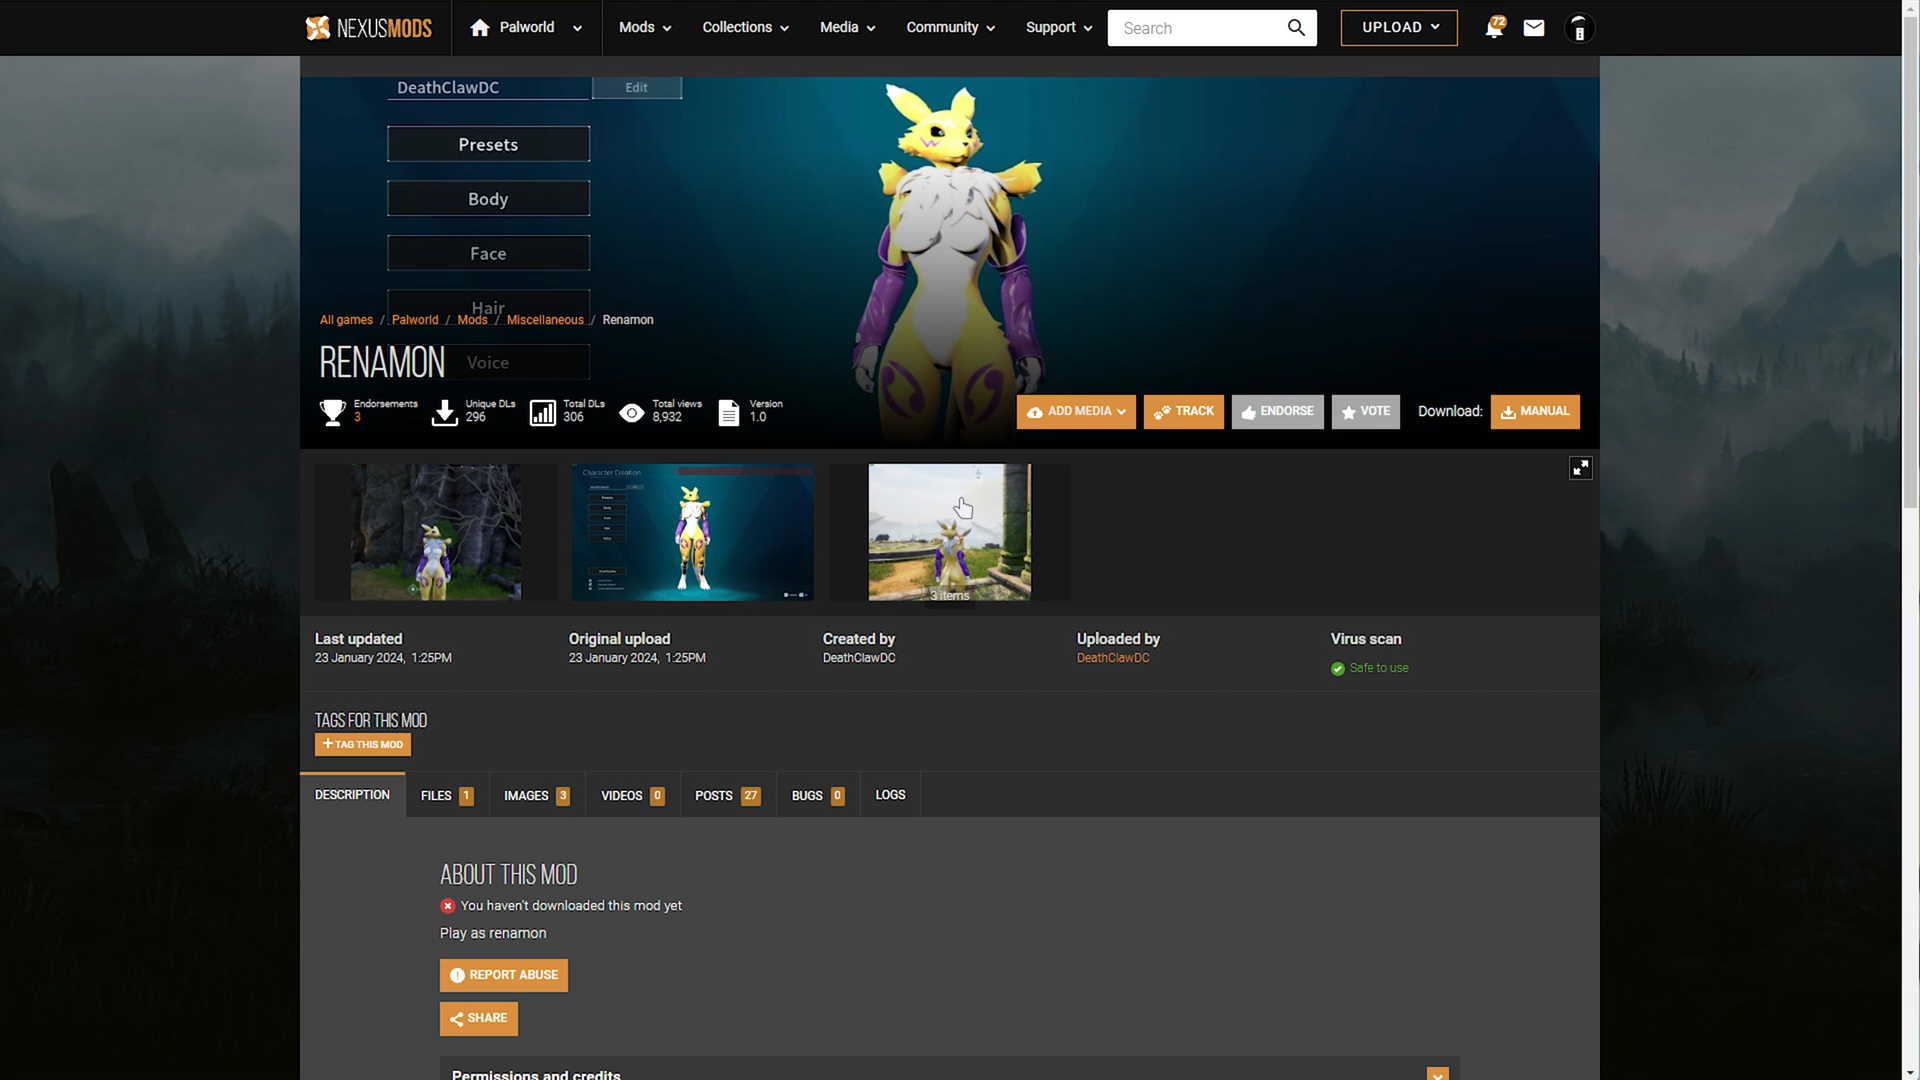 NEXUSMODS Palworld Mods Collections Media Community Support Search UPLOAD 72
DeathClawDC Edit
Presets
Body
Face
Hair
All games / Palworld / Mods / Miscellaneous / Renamon
RENAMON Voice
Endorsements Unique DLs Total DLs Total views Version
3 296 306 8,932 1.0
ADD MEDIA TRACK ENDORSE VOTE Download: MANUAL
Character Creation
3 items
Last updated Original upload Created by Uploaded by Virus scan
23 January 2024, 1:25PM 23 January 2024, 1:25PM DeathClawDC DeathClawDC Safe to use
TAGS FOR THIS MOD
+ TAG THIS MOD
DESCRIPTION FILES 1 IMAGES 3 VIDEOS 0 POSTS 27 BUGS 0 LOGS
ABOUT THIS MOD
You haven't downloaded this mod yet
Play as renamon
REPORT ABUSE
SHARE
Permissions and credits